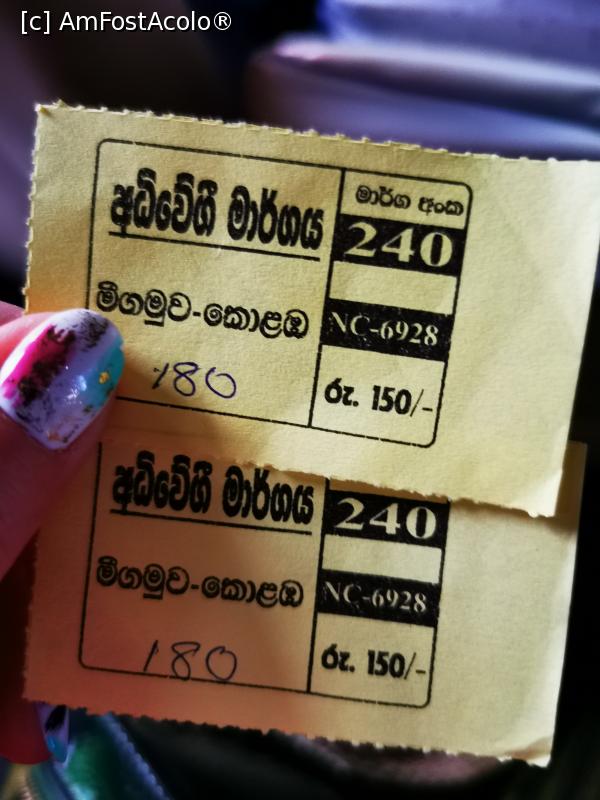 [c] AmFostAcolo®
අධිවේගී මාර්ගය
මාර්ග අංක
240
මීගමුව-කොළඹ
NC-6928
180
රු. 150/-
අධිවේගී මාර්ගය
240
මීගමුව-කොළඹ
NC-6928
180
රු. 150/-